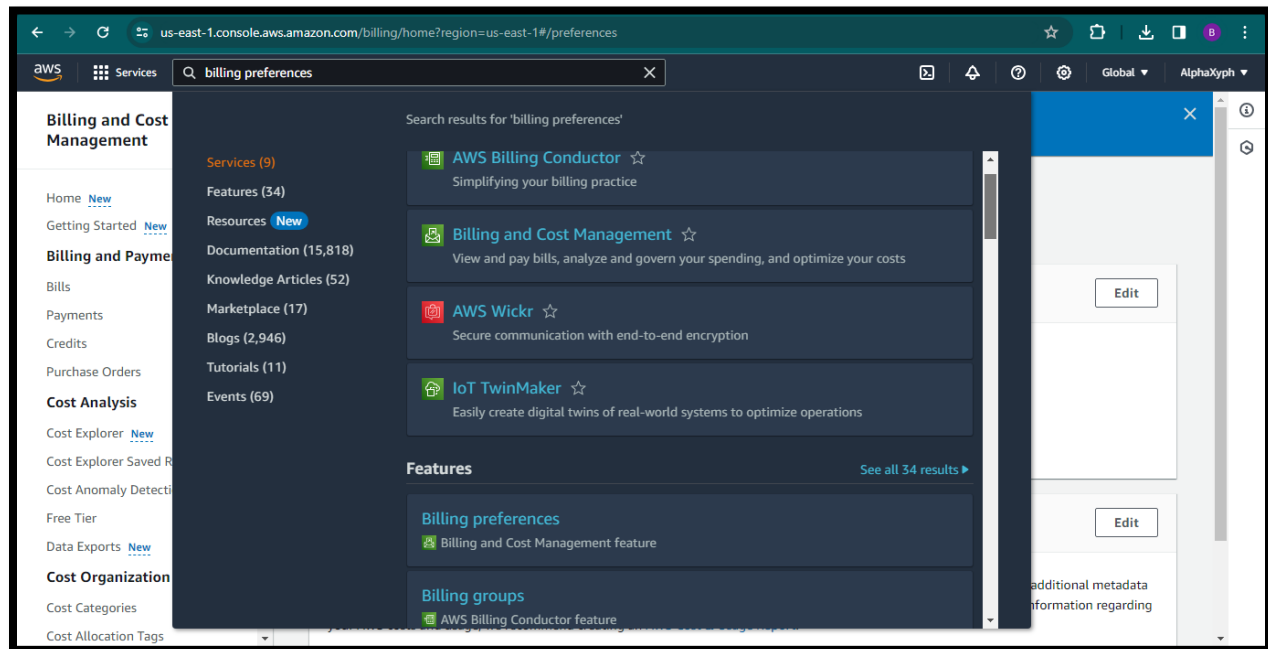 us-east-1.console.aws.amazon.com/billing/home?region=us-east-1#/preferences
B
aws
Services
billing preferences
Global
AlphaXyph
Billing and Cost
Management
Home New
Getting Started New
Billing and Payme
Bills
Payments
Credits
Purchase Orders
Cost Analysis
Cost Explorer New
Cost Explorer Saved R
Cost Anomaly Detecti
Free Tier
Data Exports New
Cost Organization
Cost Categories
Cost Allocation Tags
Services (9)
Features (34)
Resources New
Documentation (15,818)
Knowledge Articles (52)
Marketplace (17)
Blogs (2,946)
Tutorials (11)
Events (69)
Search results for 'billing preferences'
AWS Billing Conductor
Simplifying your billing practice
Billing and Cost Management
View and pay bills, analyze and govern your spending, and optimize your costs
AWS Wickr
Secure communication with end-to-end encryption
IoT TwinMaker
Easily create digital twins of real-world systems to optimize operations
Features
See all 34 results
Billing preferences
Billing and Cost Management feature
Billing groups
AWS Billing Conductor feature
Edit
Edit
additional metadata
formation regarding